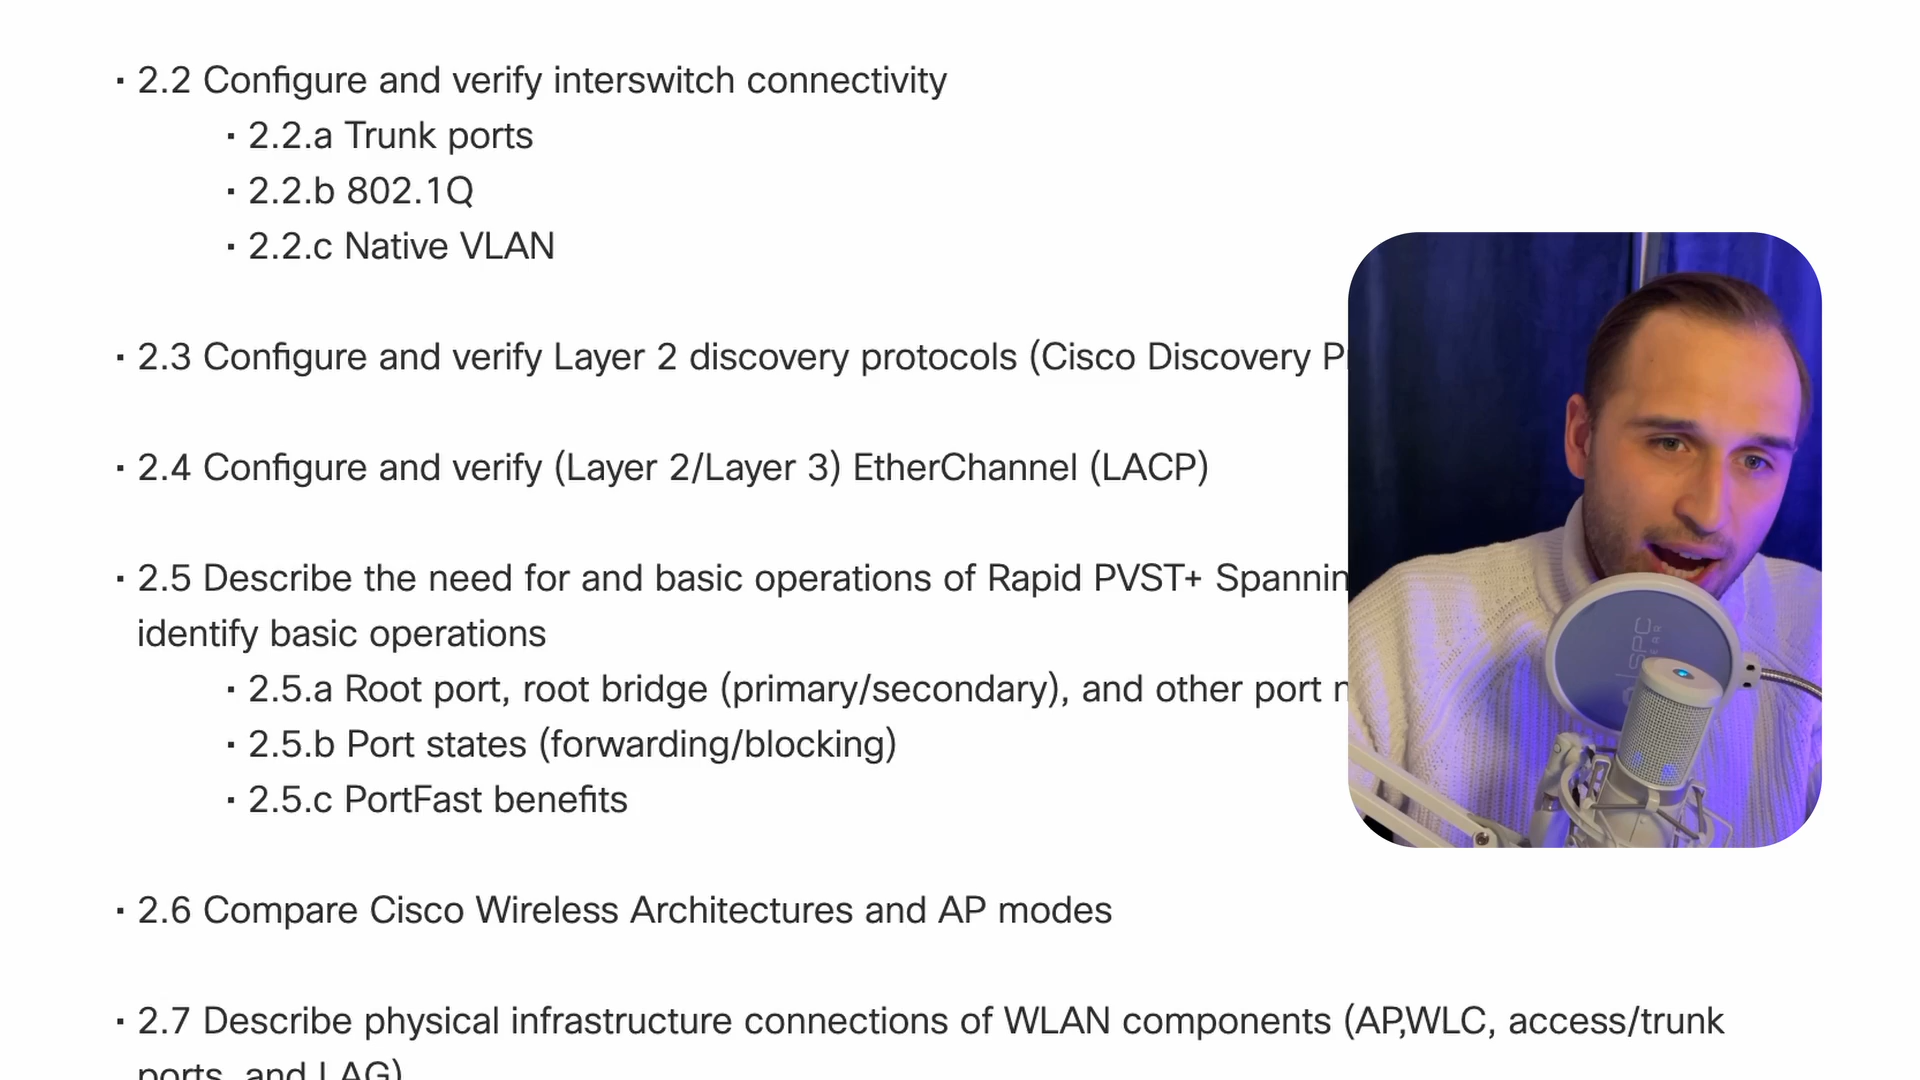 ▪ 2.2 Configure and verify interswitch connectivity
▪ 2.2.a Trunk ports
▪ 2.2.b 802.1Q
▪ 2.2.c Native VLAN
▪ 2.3 Configure and verify Layer 2 discovery protocols (Cisco Discovery
▪ 2.4 Configure and verify (Layer 2/Layer 3) EtherChannel (LACP)
▪ 2.5 Describe the need for and basic operations of Rapid PVST+
identify basic operations
▪ 2.5.a Root port, root bridge (primary/secondary), and other port
▪ 2.5.b Port states (forwarding/blocking)
▪ 2.5.c PortFast benefits
SPC
GEAR
▪ 2.6 Compare Cisco Wireless Architectures and AP modes
▪ 2.7 Describe physical infrastructure connections of WLAN components (AP,WLC, access/trunk
ports, and LAG)